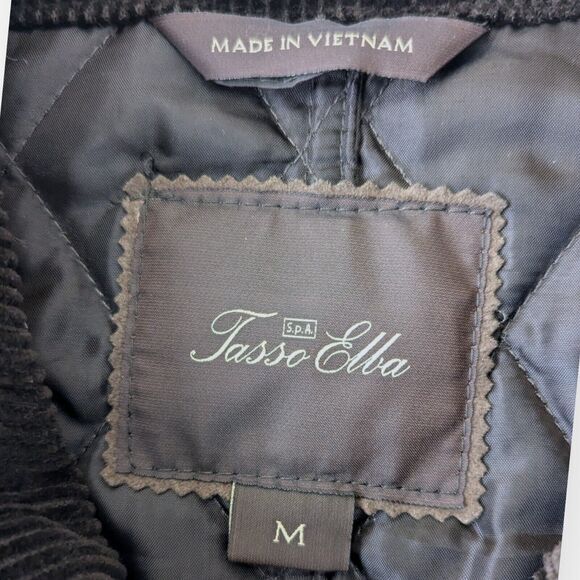 MADE IN VIETNAM
S.p.A.
Tasso Elba
M